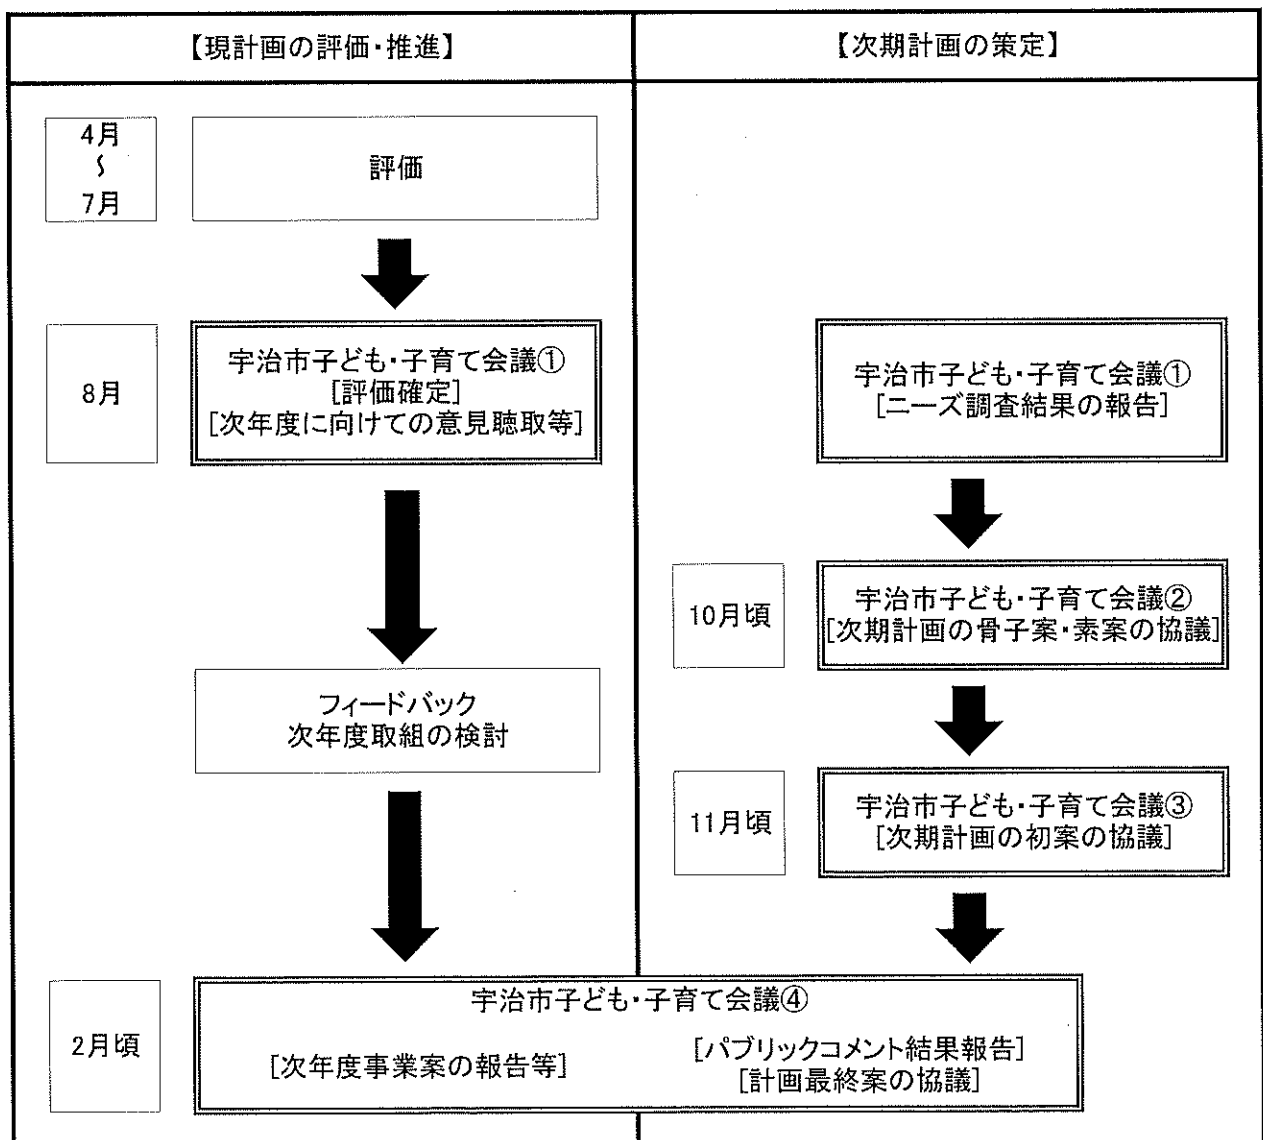 【現計画の評価・推進】
【次期計画の策定】
4月
〜
7月
評価
8月
宇治市子ども・子育て会議①
[評価確定]
[次年度に向けての意見聴取等]
宇治市子ども・子育て会議①
[ニーズ調査結果の報告]
10月頃
宇治市子ども・子育て会議②
[次期計画の骨子案・素案の協議]
フィードバック
次年度取組の検討
11月頃
宇治市子ども・子育て会議③
[次期計画の初案の協議]
2月頃
宇治市子ども・子育て会議④
[次年度事業案の報告等]
[パブリックコメント結果報告]
[計画最終案の協議]